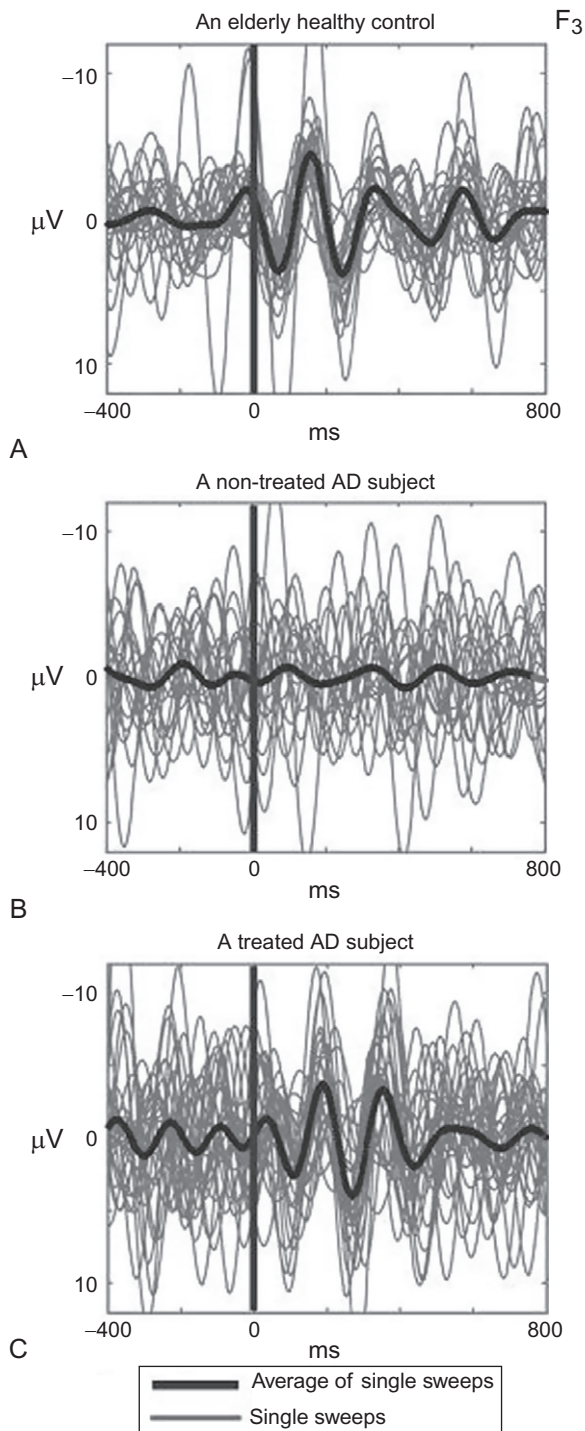 An elderly healthy control
F3
−10
μV
0
10
−400
0
800
ms
A
A non-treated AD subject
−10
μV
0
10
−400
0
800
ms
B
A treated AD subject
−10
μV
0
10
−400
0
800
ms
C
Average of single sweeps
Single sweeps